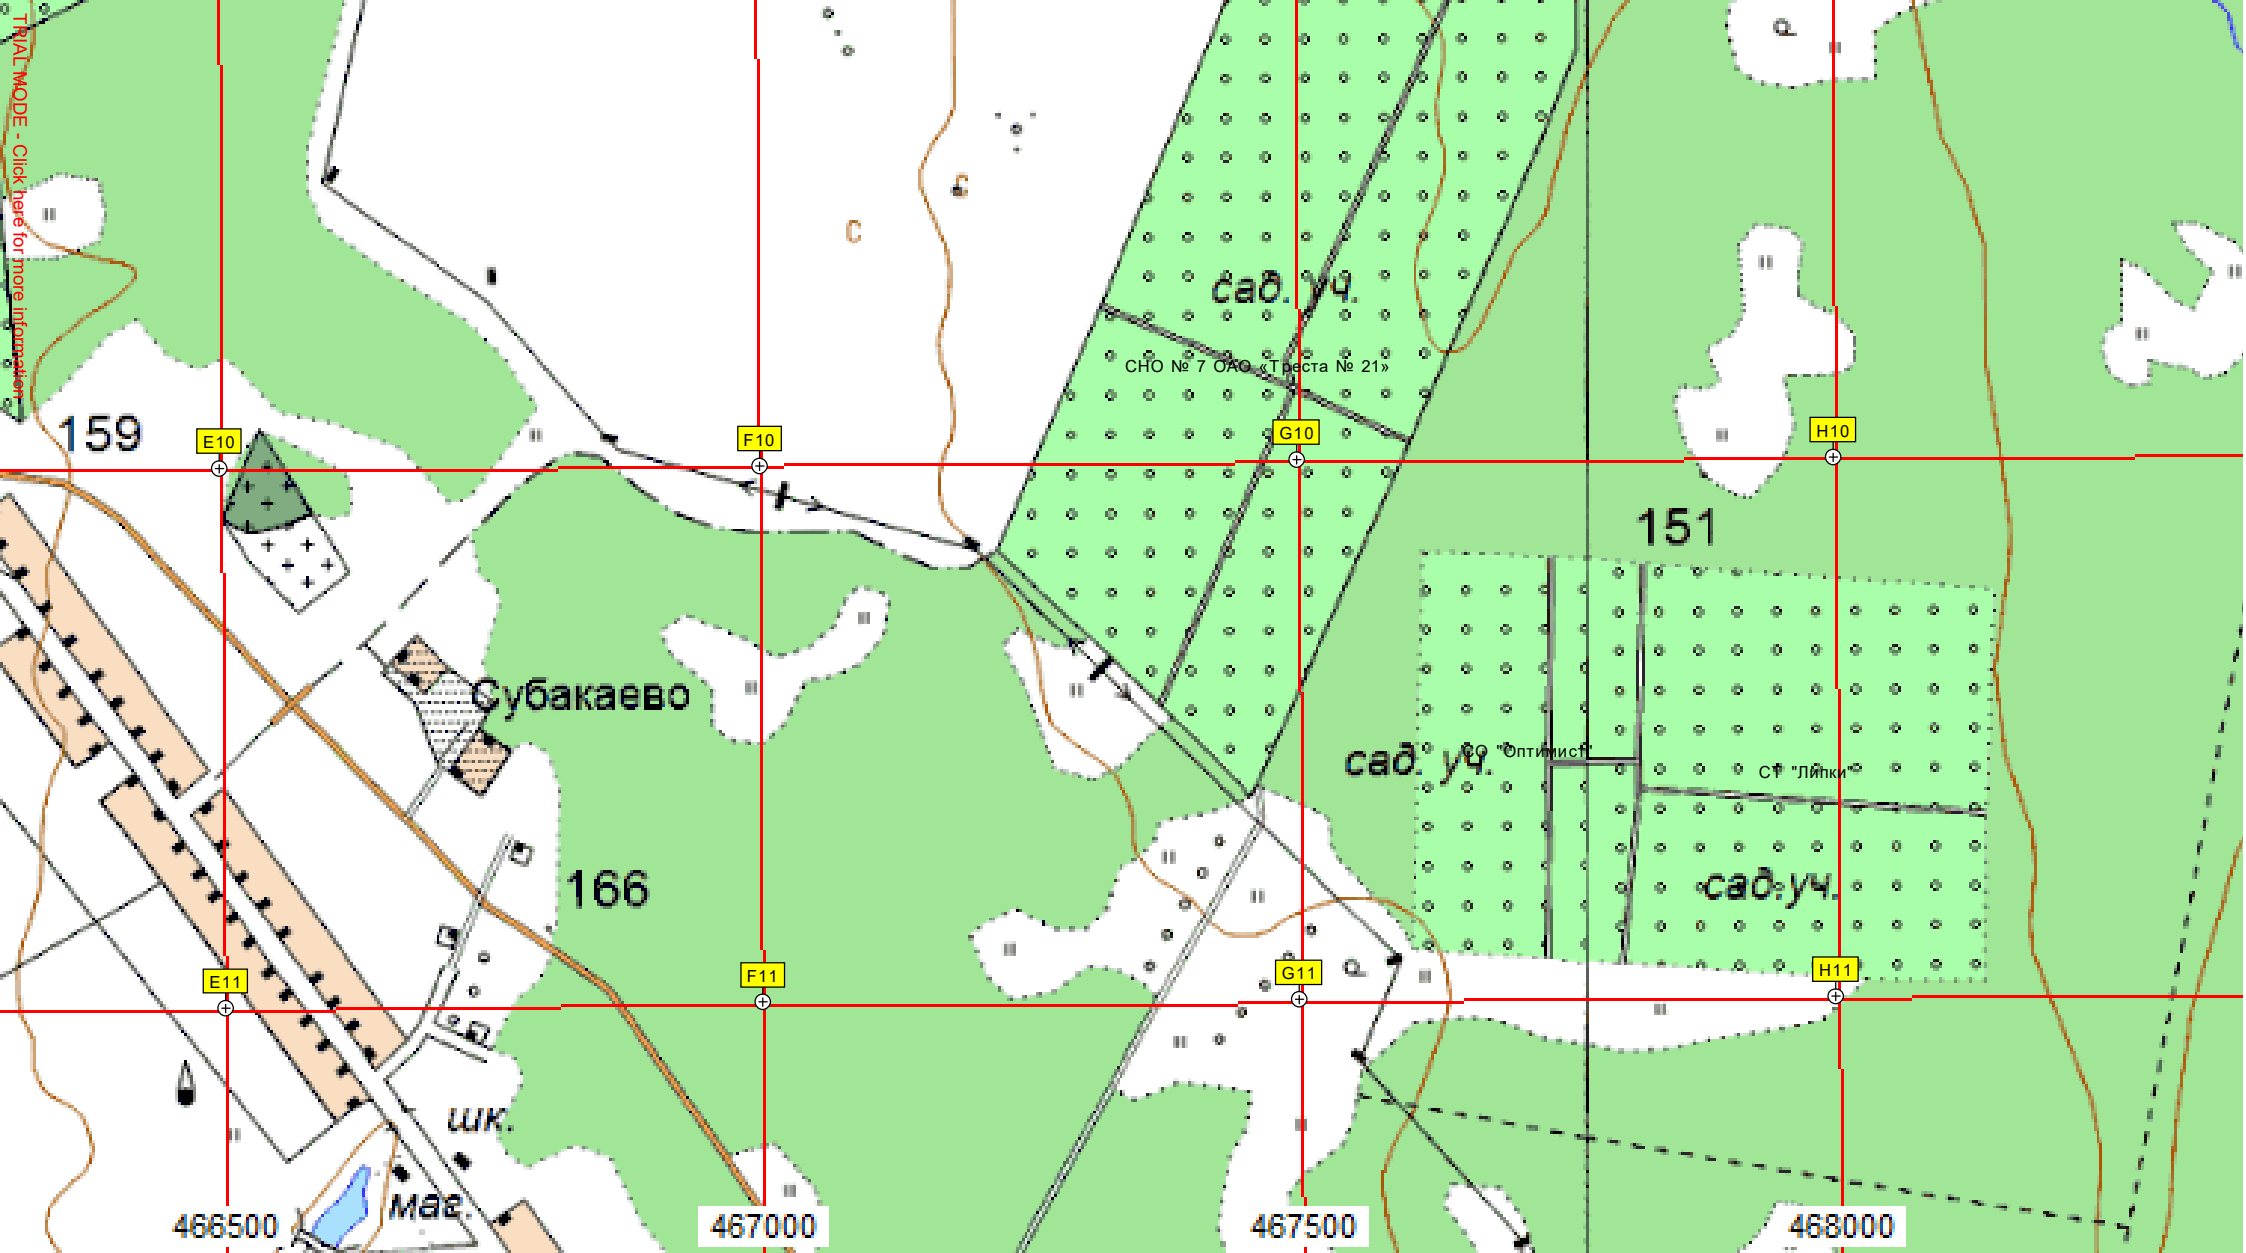 TRIAL MODE - Click here for more information
сад. уч.
СНО № 7 ОАО «Треста № 21»
159
E10
F10
G10
H10
151
Субакаево
сад. уч.
СО "Оптимист"
СТ "Липки"
166
сад.уч.
E11
F11
G11
H11
р
р
С
С
шк.
маг.
466500
467000
467500
468000